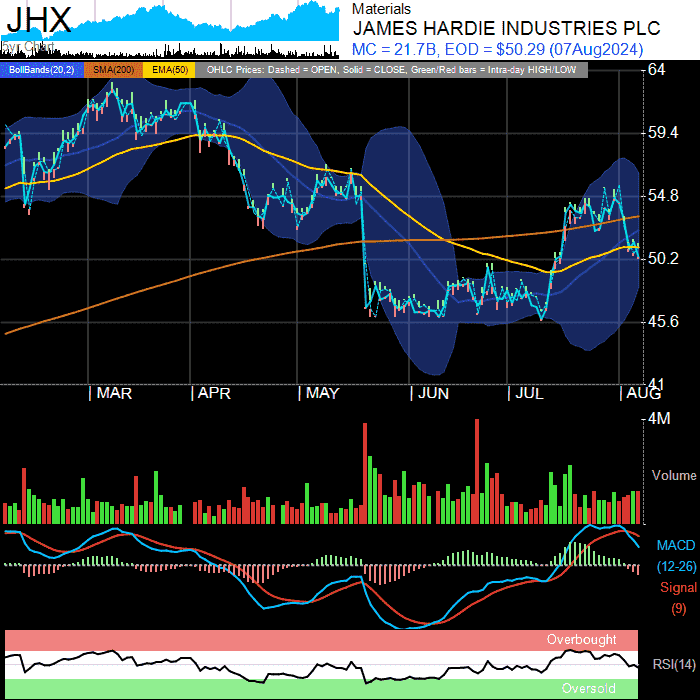 JHX
Materials
JAMES HARDIE INDUSTRIES PLC
MC = 21.7B, EOD = $50.29 (07Aug2024)
BollBands(20,2) SMA(200) EMA(50) OHLC Prices: Dashed = OPEN, Solid = CLOSE, Green/Red bars = Intra-day HIGH/LOW
64
59.4
54.8
50.2
45.6
41
MAR APR MAY JUN JUL AUG
4M
Volume
MACD
(12-26)
Signal
(9)
Overbought
RSI(14)
Oversold